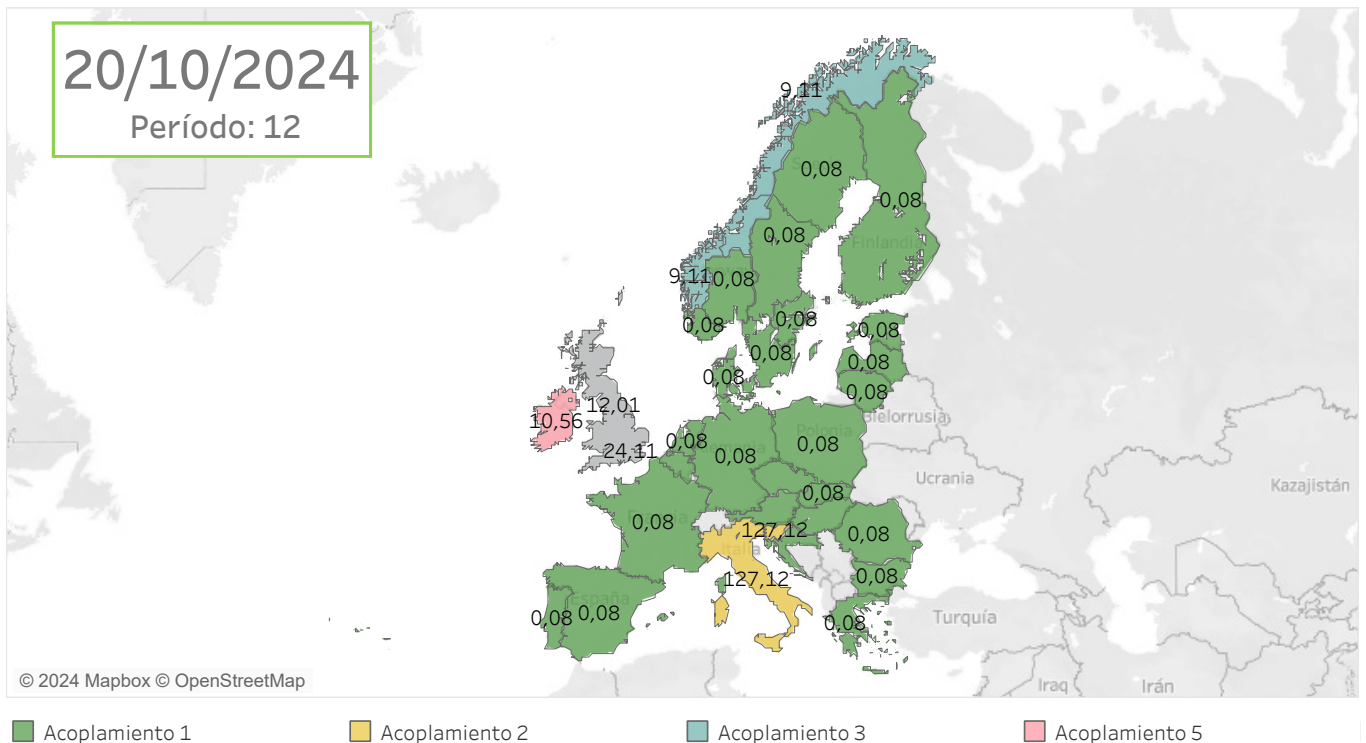 20/10/2024
Período: 12
9,11
0,08
0,08
0,08
Finlandia
9,11
0,08
0,08
0,08
0,08
0,08
0,08
0,08
0,08
12,01
10,56
24,11
0,08
0,08
Polonia
0,08
Bielorrusia
Ucrania
Kazajistán
0,08
0,08
0,08
127,12
Italia
127,12
0,08
España
0,08
0,08
0,08
Turquía
Iraq
Irán
© 2024 Mapbox © OpenStreetMap
Acoplamiento 1
Acoplamiento 2
Acoplamiento 3
Acoplamiento 5